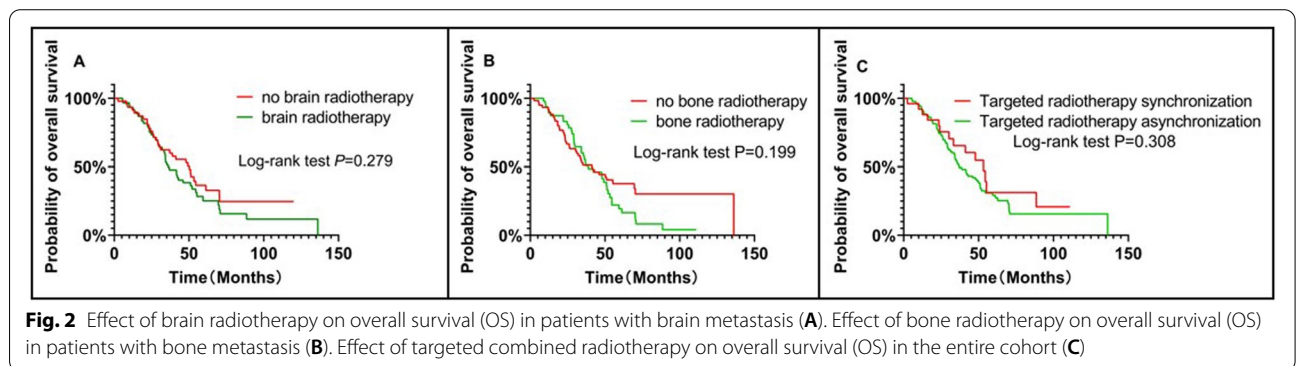 A
Probability of overall survival
100%
50%
0%
no brain radiotherapy
brain radiotherapy
Log-rank test P=0.279
0 50 100 150
Time(Months)
B
Probability of overall survival
100%
50%
0%
no bone radiotherapy
bone radiotherapy
Log-rank test P=0.199
0 50 100 150
Time(Months)
C
Probability of overall survival
100%
50%
0%
Targeted radiotherapy synchronization
Targeted radiotherapy asynchronization
Log-rank test P=0.308
0 50 100 150
Time(Months)
Fig. 2 Effect of brain radiotherapy on overall survival (OS) in patients with brain metastasis (A). Effect of bone radiotherapy on overall survival (OS)
in patients with bone metastasis (B). Effect of targeted combined radiotherapy on overall survival (OS) in the entire cohort (C)